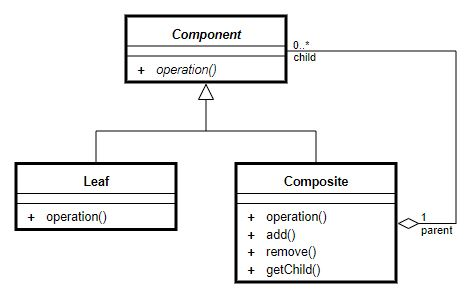 Component
+ operation()
0..*
child
Leaf
+ operation()
Composite
+ operation()
+ add()
+ remove()
+ getChild()
1
parent